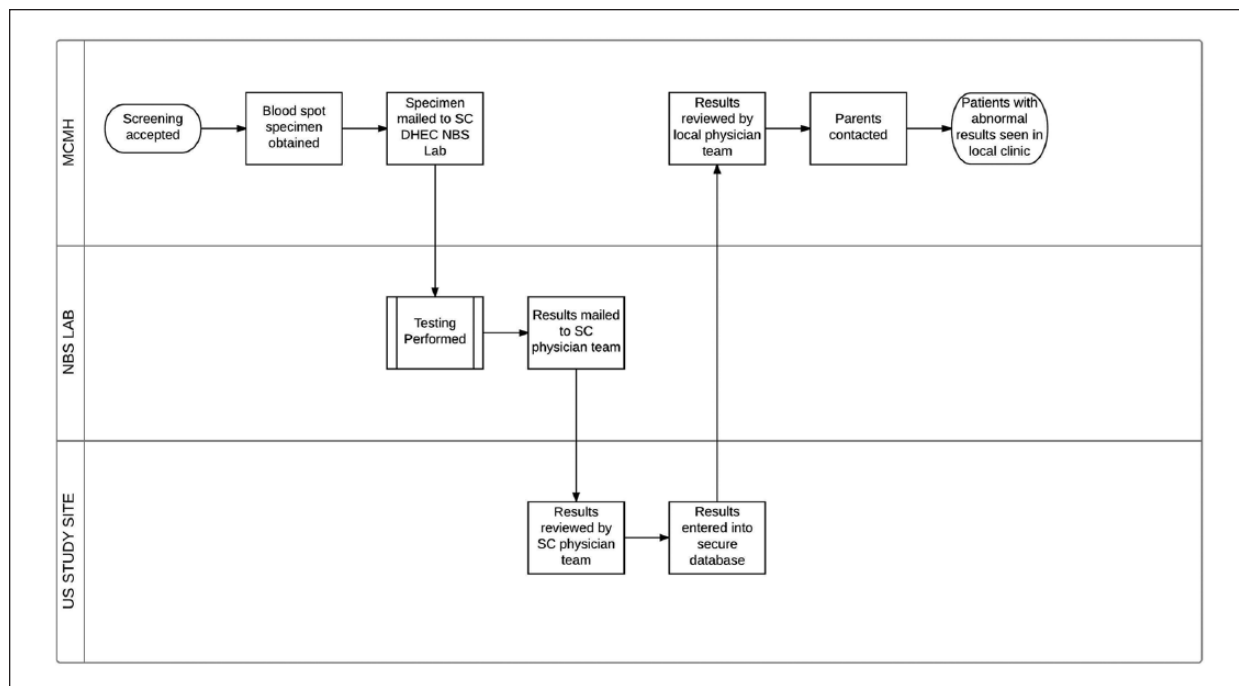 MCMH
Screening
accepted
Blood spot
specimen
obtained
Specimen
mailed to SC
DHEC NBS
Lab
Results
reviewed by
local physician
team
Parents
contacted
Patients with
abnormal
results seen in
local clinic
NBS LAB
Testing
Performed
Results mailed
to SC
physician team
US STUDY SITE
Results
reviewed by
SC physician
team
Results
entered into
secure
database